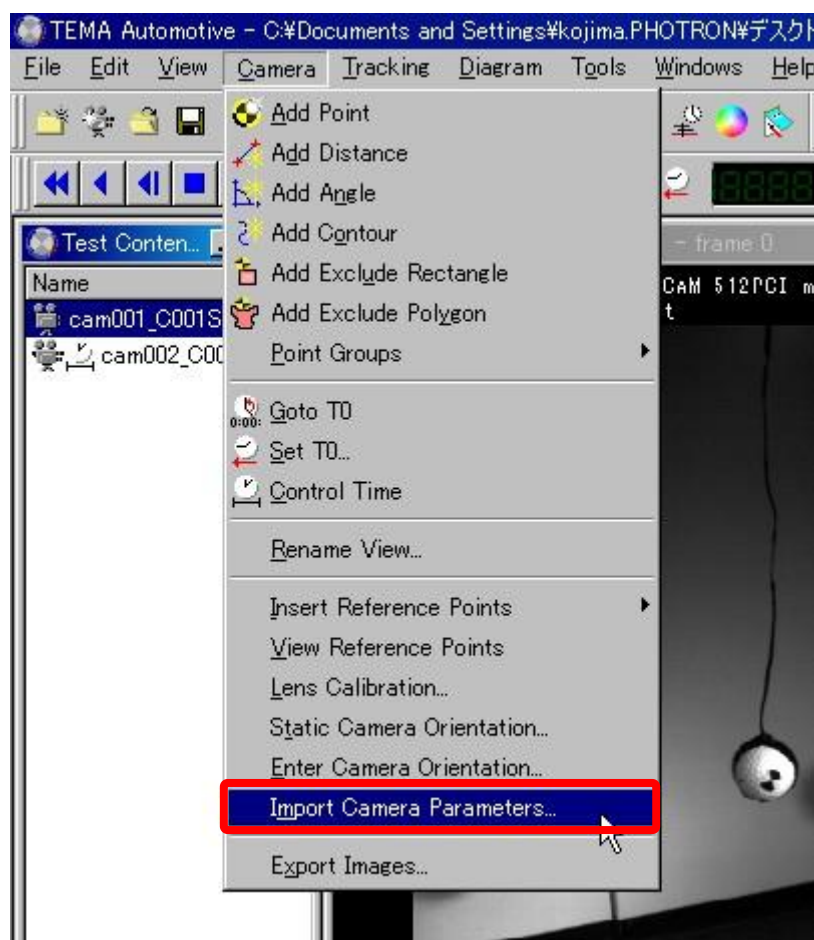 TEMA Automotive - C:¥Documents and Settings¥kojima.PHOTRON¥デスクト
File Edit View Camera Tracking Diagram Tools Windows Help
Add Point
Add Distance
Add Angle
Add Contour
Add Exclude Rectangle
Add Exclude Polygon
Point Groups
0:00: Goto T0
Set T0...
Control Time
Rename View...
Insert Reference Points
View Reference Points
Lens Calibration...
Static Camera Orientation...
Enter Camera Orientation...
Import Camera Parameters...
Export Images...
Test Conten...
Name
cam001_C001S
cam002_C00
- frame 0
CAM 512PCI m
t